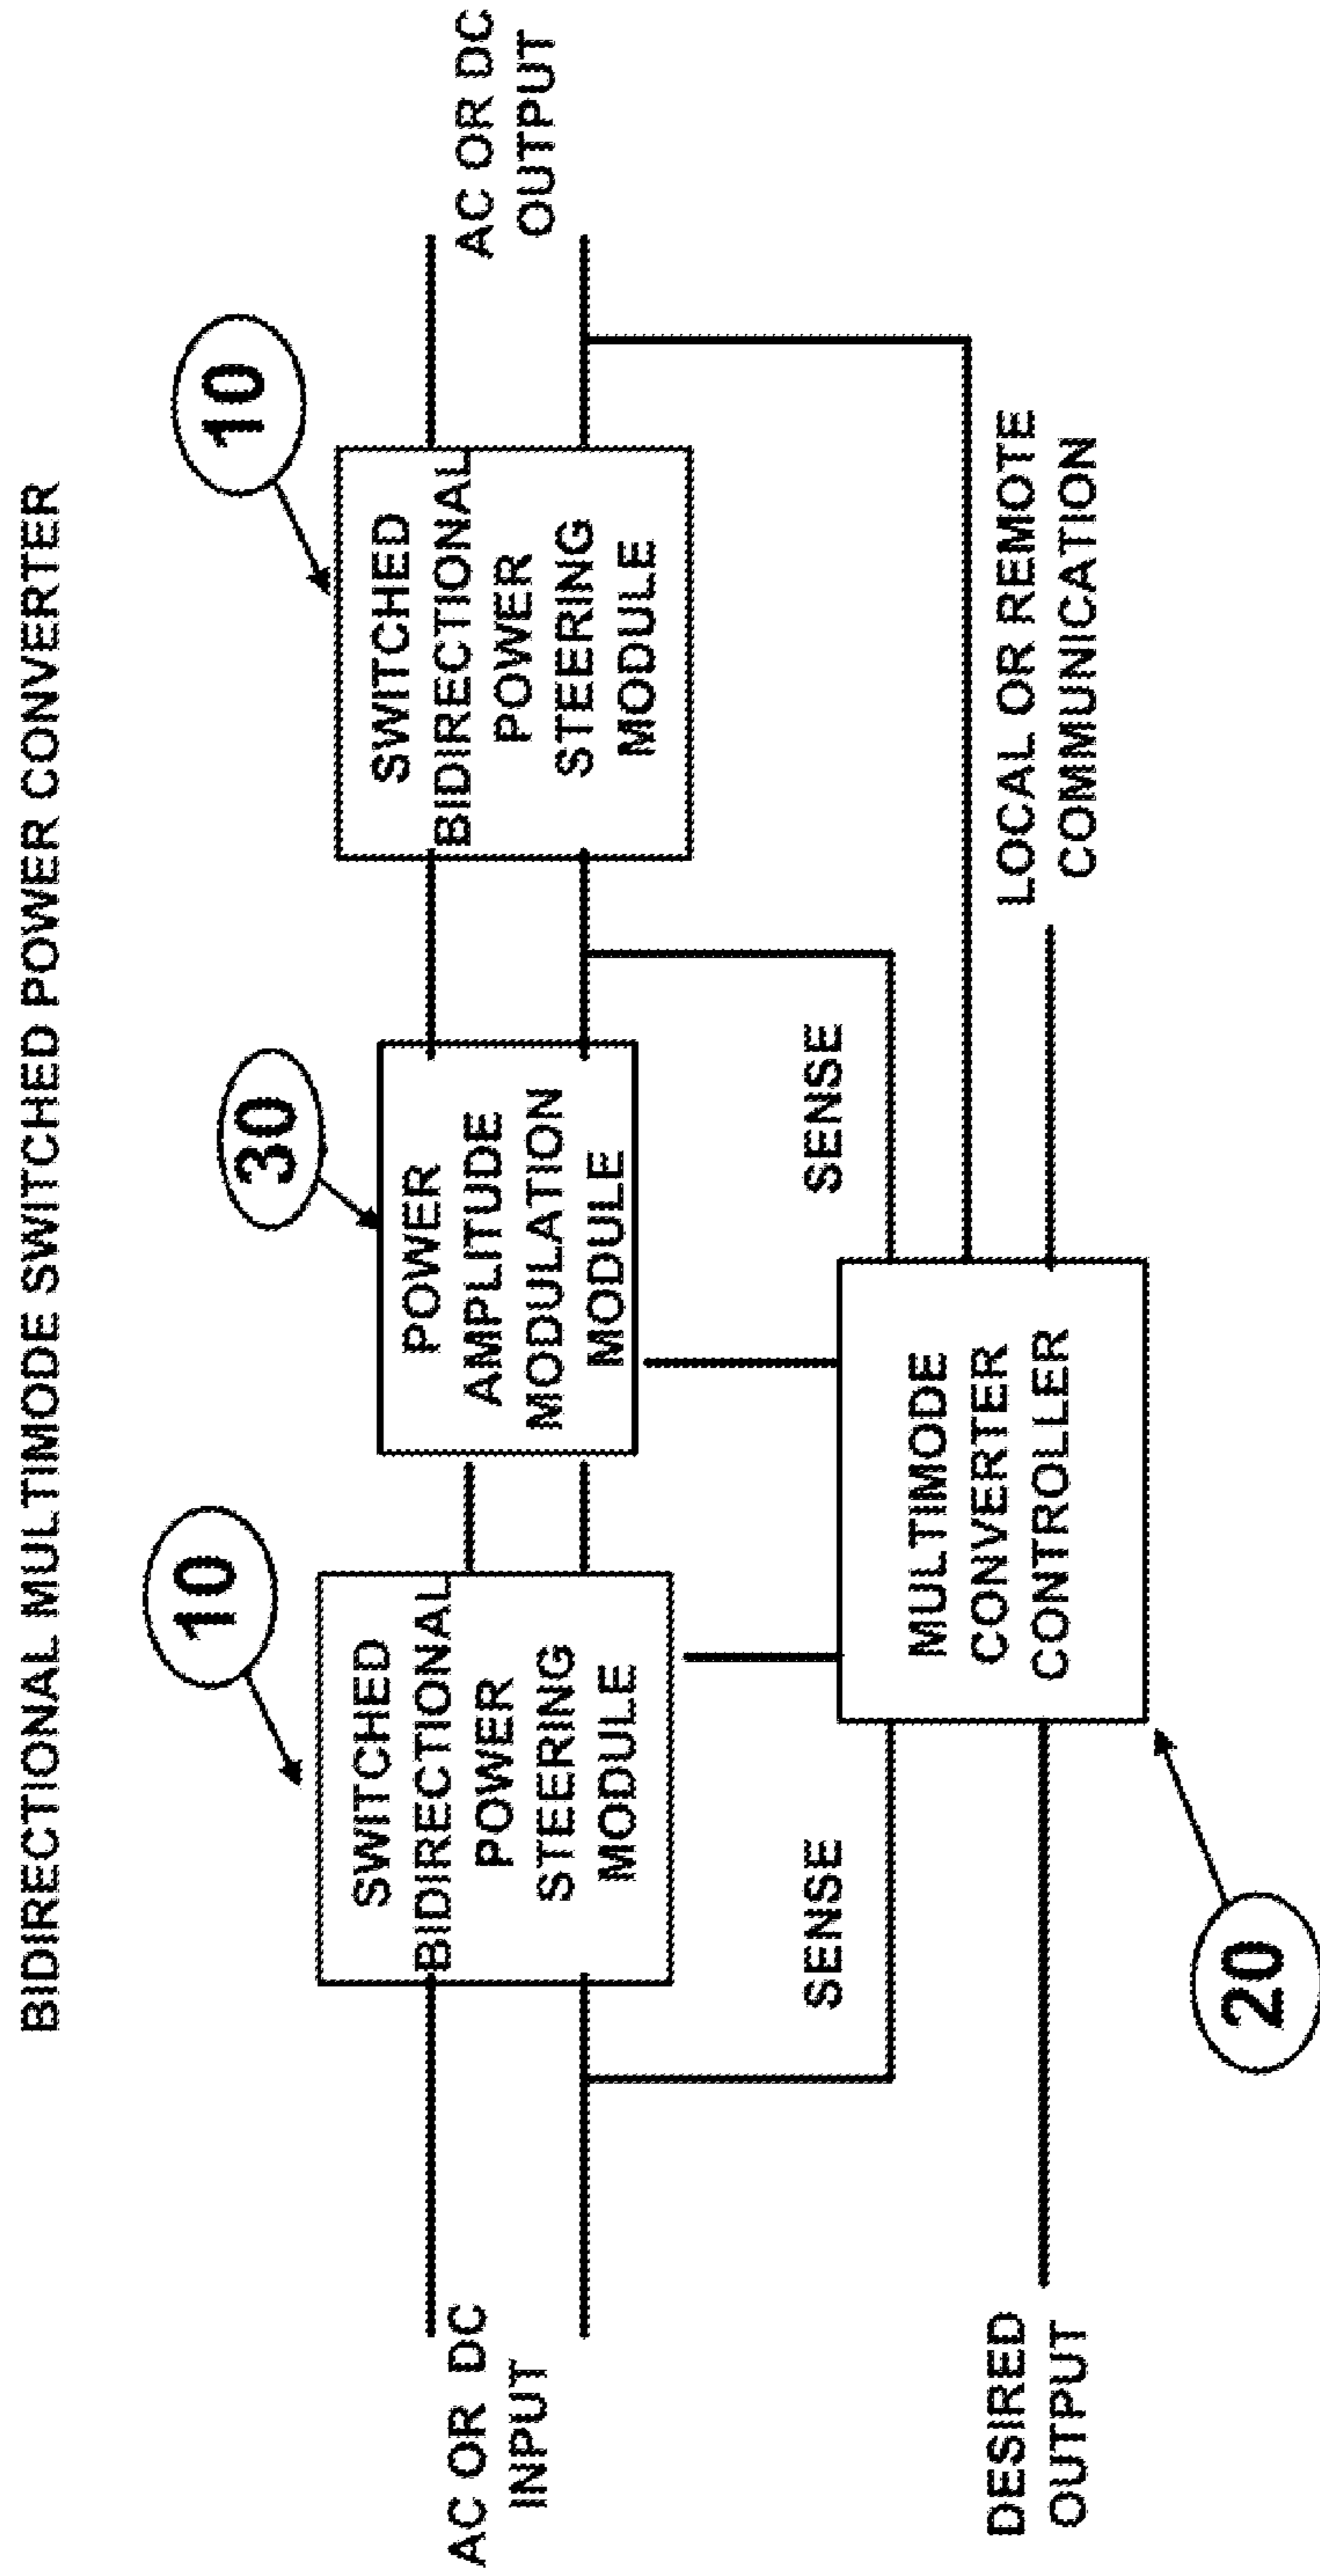 BIDIRECTIONAL MULTIMODE SWITCHED POWER CONVERTER
10
30
10
AC OR DC
INPUT
SWITCHED
BIDIRECTIONAL
POWER
STEERING
MODULE
POWER
AMPLITUDE
MODULATION
MODULE
SWITCHED
BIDIRECTIONAL
POWER
STEERING
MODULE
AC OR DC
OUTPUT
SENSE
SENSE
DESIRED
OUTPUT
MULTIMODE
CONVERTER
CONTROLLER
LOCAL OR REMOTE
COMMUNICATION
20